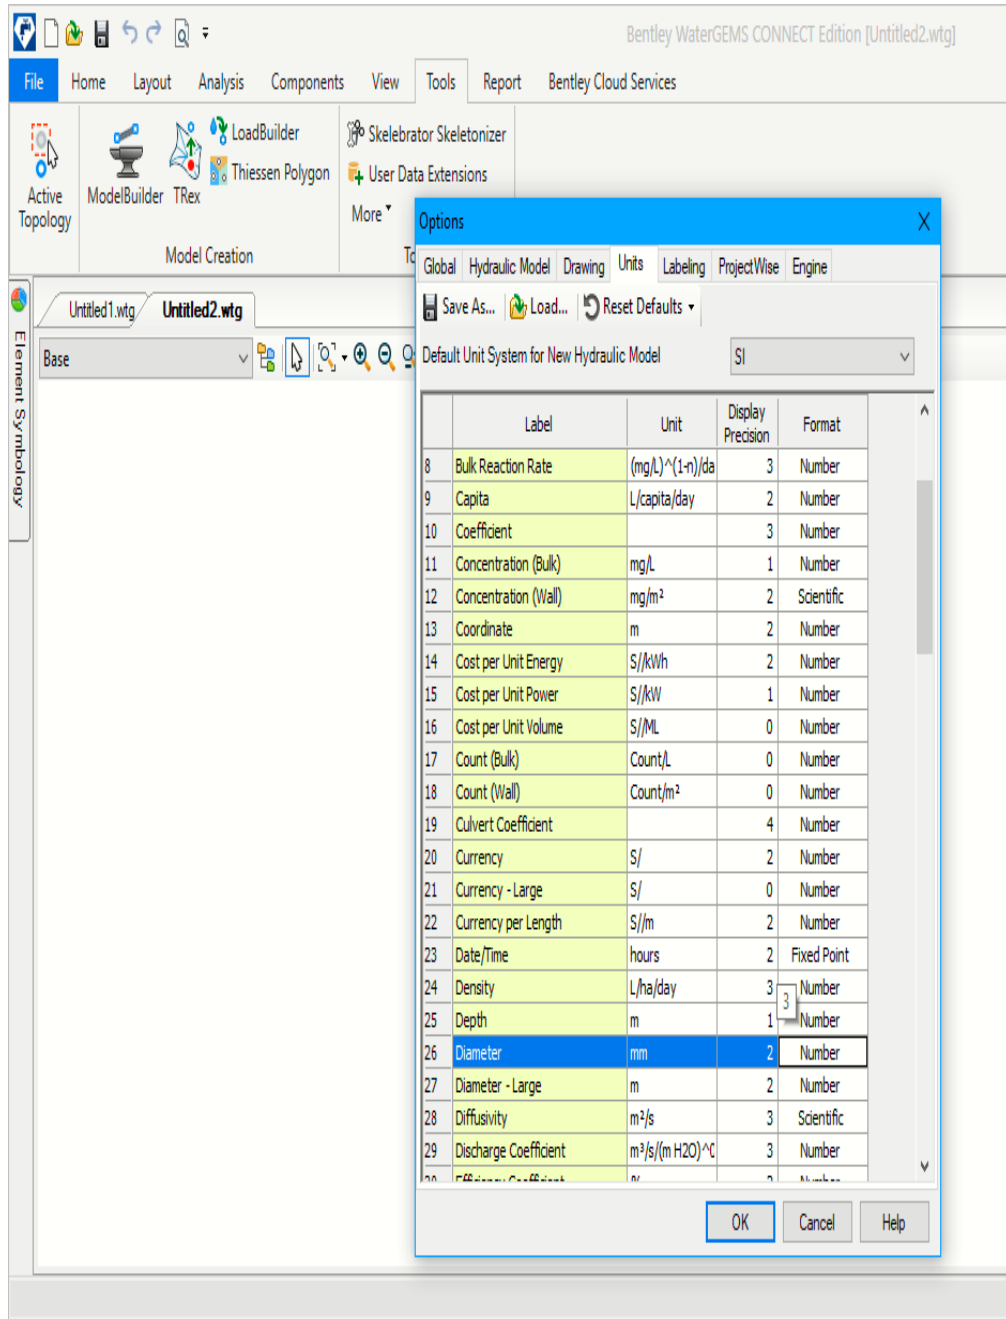 Bentley WaterGEMS CONNECT Edition [Untitled2.wtg]
File Home Layout Analysis Components View Tools Report Bentley Cloud Services
Active Topology
ModelBuilder
TRex
LoadBuilder
Thiessen Polygon
Model Creation
Skelebrator Skeletonizer
User Data Extensions
More
To
Element Symbology
Untitled1.wtg
Untitled2.wtg
Base
Options
Global Hydraulic Model Drawing Units Labeling ProjectWise Engine
Save As... Load... Reset Defaults
Default Unit System for New Hydraulic Model SI
Label Unit Display Precision Format
8 Bulk Reaction Rate (mg/L)^(1-n)/da 3 Number
9 Capita L/capita/day 2 Number
10 Coefficient 3 Number
11 Concentration (Bulk) mg/L 1 Number
12 Concentration (Wall) mg/m² 2 Scientific
13 Coordinate m 2 Number
14 Cost per Unit Energy S//kWh 2 Number
15 Cost per Unit Power S//kW 1 Number
16 Cost per Unit Volume S//ML 0 Number
17 Count (Bulk) Count/L 0 Number
18 Count (Wall) Count/m² 0 Number
19 Culvert Coefficient 4 Number
20 Currency S/ 2 Number
21 Currency - Large S/ 0 Number
22 Currency per Length S//m 2 Number
23 Date/Time hours 2 Fixed Point
24 Density L/ha/day 3 Number
3
25 Depth m 1 Number
26 Diameter mm 2 Number
27 Diameter - Large m 2 Number
28 Diffusivity m²/s 3 Scientific
29 Discharge Coefficient m³/s/(m H2O)^0 3 Number
OK Cancel Help